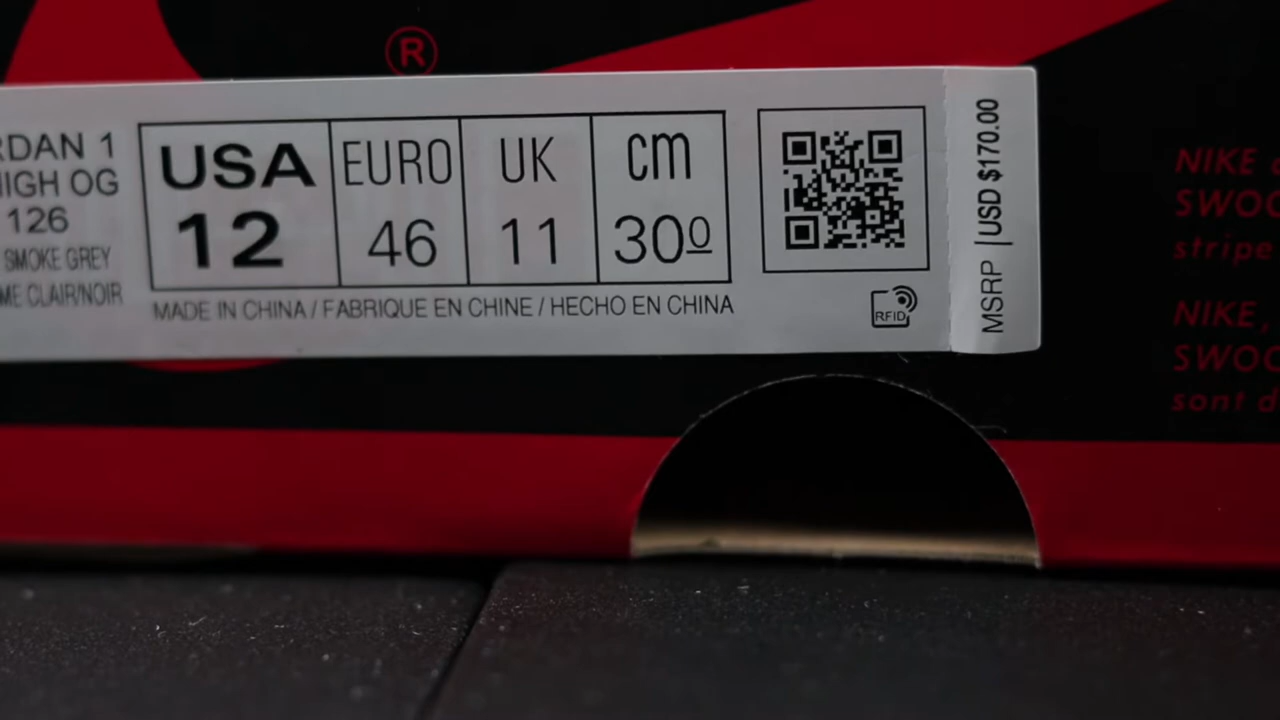 ®
RDAN 1
HIGH OG
126
SMOKE GREY
ME CLAIR/NOIR
USA
12
EURO
46
UK
11
cm
30º
MADE IN CHINA / FABRIQUE EN CHINE / HECHO EN CHINA
RFID
MSRP |USD $170.00
NIKE
SWOO
stripe
NIKE,
SWOO
sont d